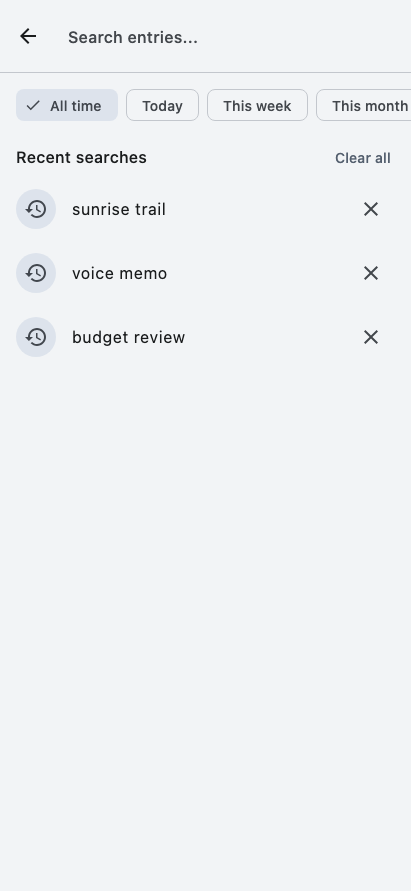 Search entries...
All time Today This week This month
Recent searches Clear all
sunrise trail
voice memo
budget review